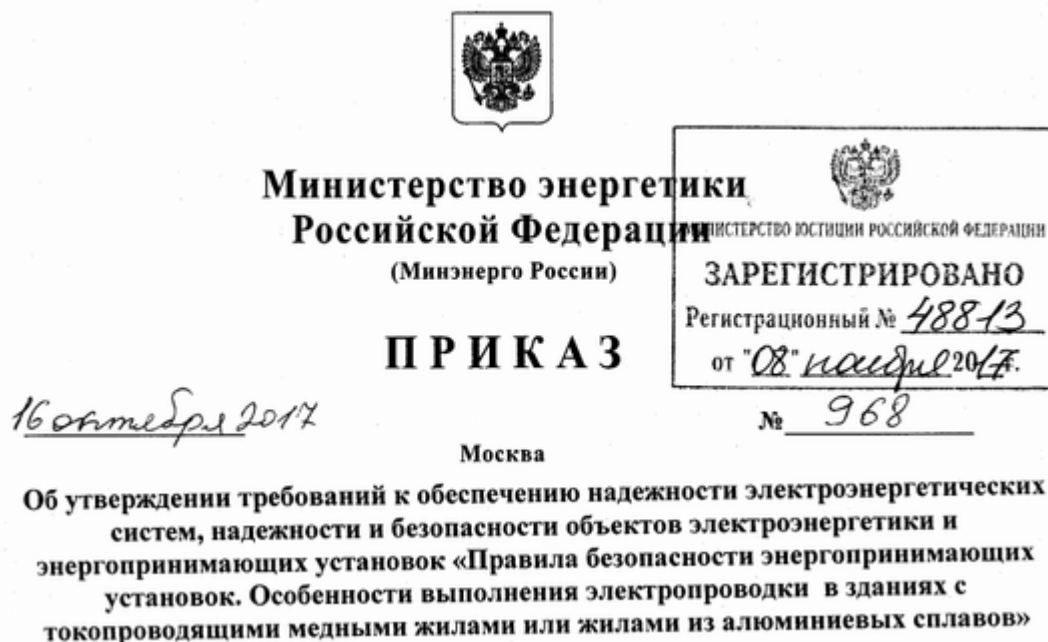 Министерство энергетики
Российской Федерации
(Минэнерго России)
ПРИКАЗ
МИНИСТЕРСТВО ЮСТИЦИИ РОССИЙСКОЙ ФЕДЕРАЦИИ
ЗАРЕГИСТРИРОВАНО
Регистрационный № 48813
от "08" ноября 2017г.
16 октября 2017
№ 968
Москва
Об утверждении требований к обеспечению надежности электроэнергетических
систем, надежности и безопасности объектов электроэнергетики и
энергопринимающих установок «Правила безопасности энергопринимающих
установок. Особенности выполнения электропроводки в зданиях с
токопроводящими медными жилами или жилами из алюминиевых сплавов»